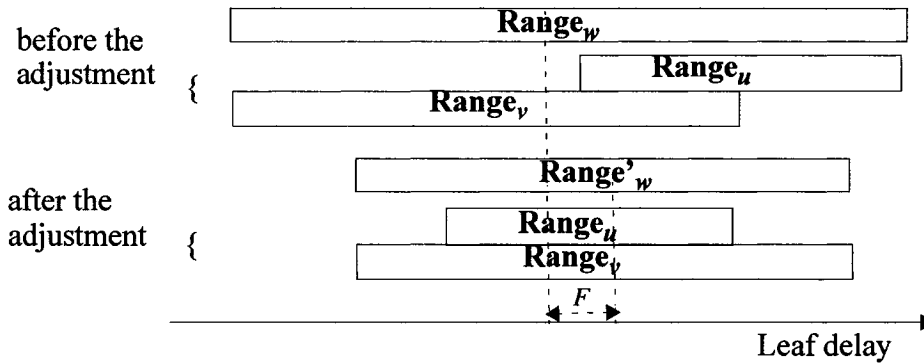 Range_w
before the
adjustment
{
Range_u
Range_v
Range'_w
after the
adjustment
{
Range_u
Range_v
F
Leaf delay